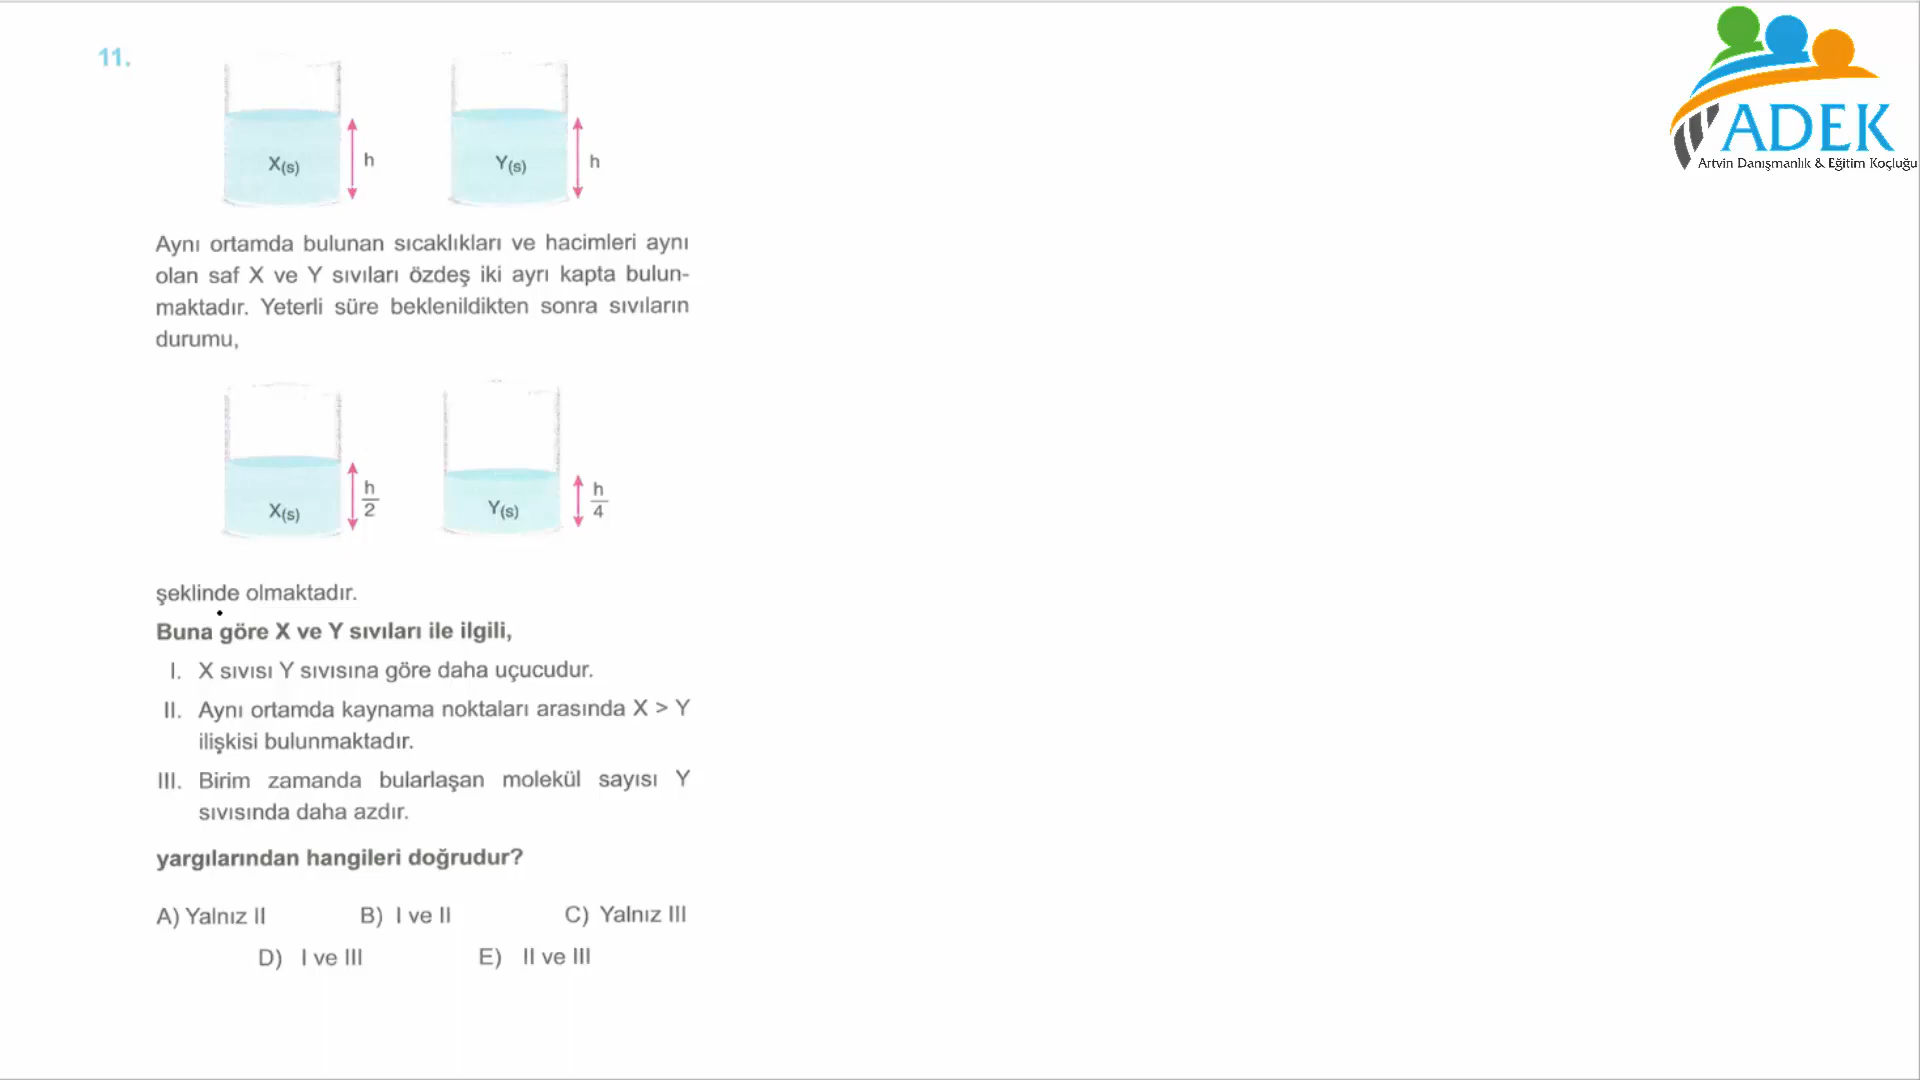 11.
X(s)
h
Y(s)
h
Aynı ortamda bulunan sıcaklıkları ve hacimleri aynı
olan saf X ve Y sıvıları özdeş iki ayrı kapta bulun-
maktadır. Yeterli süre beklenildikten sonra sıvıların
durumu,
X(s)
h
2
Y(s)
h
4
şeklinde olmaktadır.
Buna göre X ve Y sıvıları ile ilgili,
I. X sıvısı Y sıvısına göre daha uçucudur.
II. Aynı ortamda kaynama noktaları arasında X > Y
ilişkisi bulunmaktadır.
III. Birim zamanda bularlaşan molekül sayısı Y
sıvısında daha azdır.
yargılarından hangileri doğrudur?
A) Yalnız II B) I ve II C) Yalnız III
D) I ve III E) II ve III
ADEK
Artvin Danışmanlık & Eğitim Koçluğu